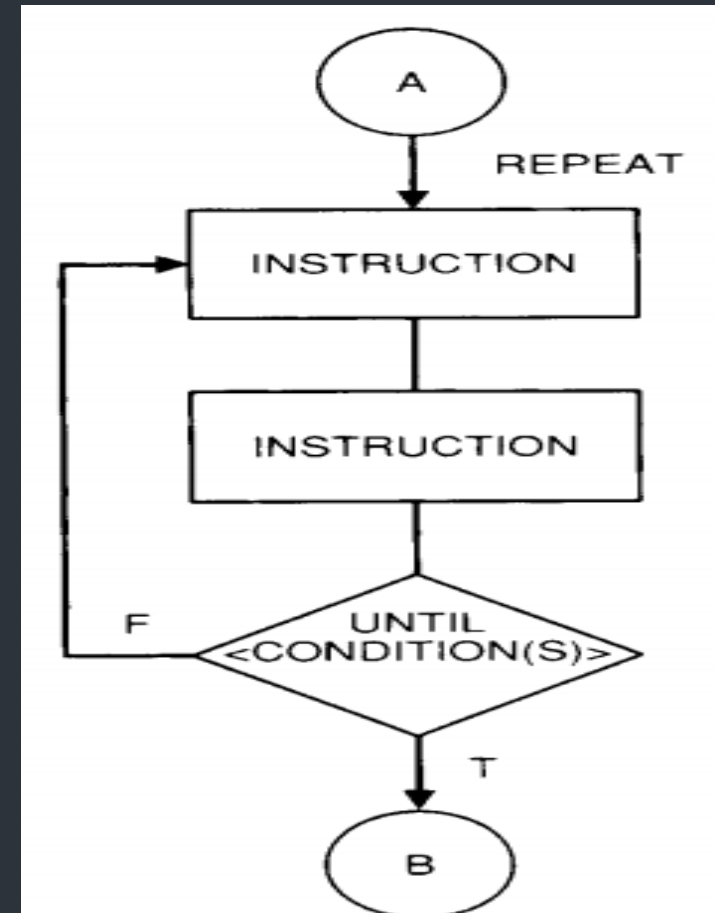 A
REPEAT
INSTRUCTION
INSTRUCTION
F
UNTIL
<CONDITION(S)>
T
B